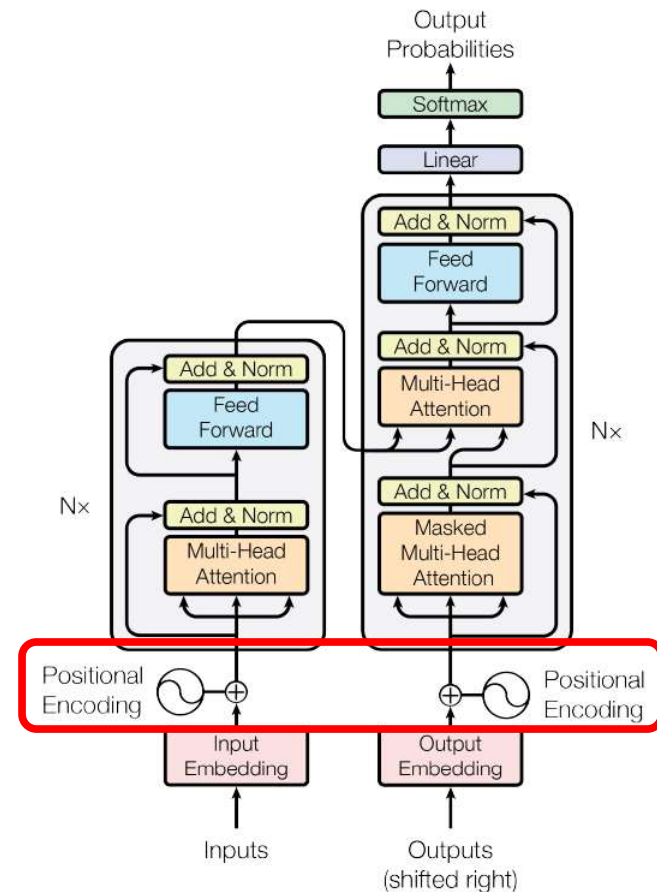 Output
Probabilities
Softmax
Linear
Add & Norm
Feed
Forward
Add & Norm
Multi-Head
Attention
Add & Norm
Masked
Multi-Head
Attention
Nx
Add & Norm
Feed
Forward
Add & Norm
Multi-Head
Attention
Nx
Positional
Encoding
Positional
Encoding
Input
Embedding
Output
Embedding
Inputs
Outputs
(shifted right)